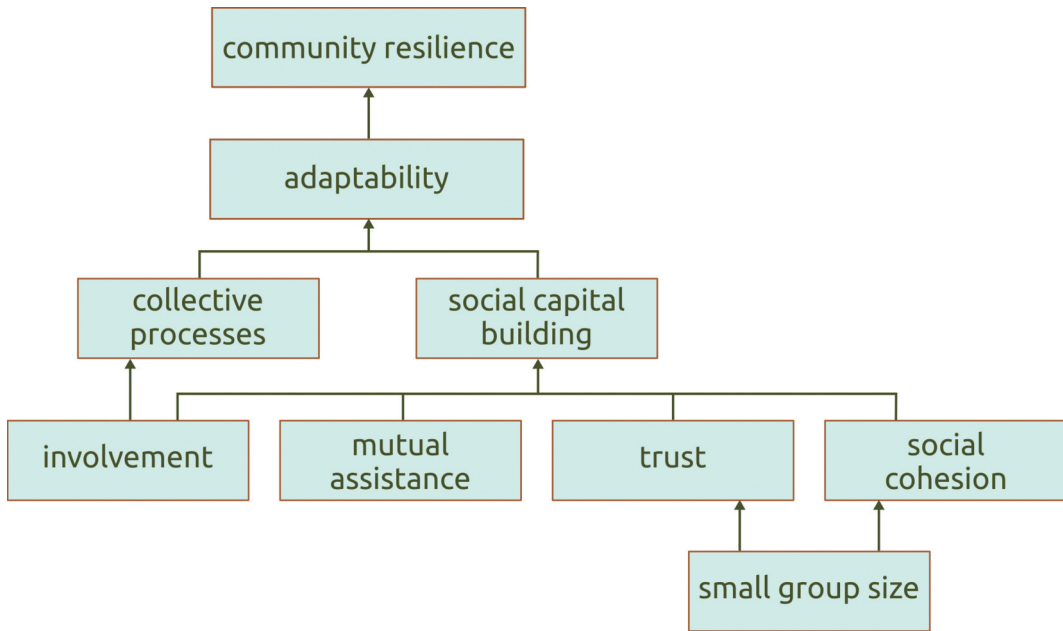 community resilience
adaptability
collective
processes
social capital
building
involvement
mutual
assistance
trust
social
cohesion
small group size